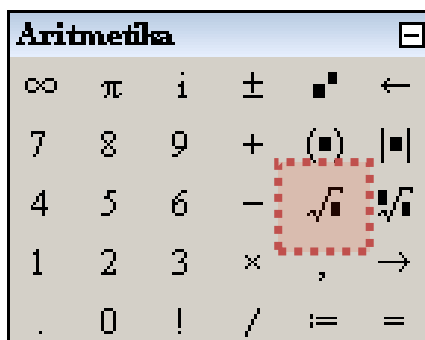 Aritmetika
∞ π i ± ▪▪ ←
7 8 9 + (▪) |▪|
4 5 6 − √▪ ▪√▪
1 2 3 × , →
. 0 ! / := =